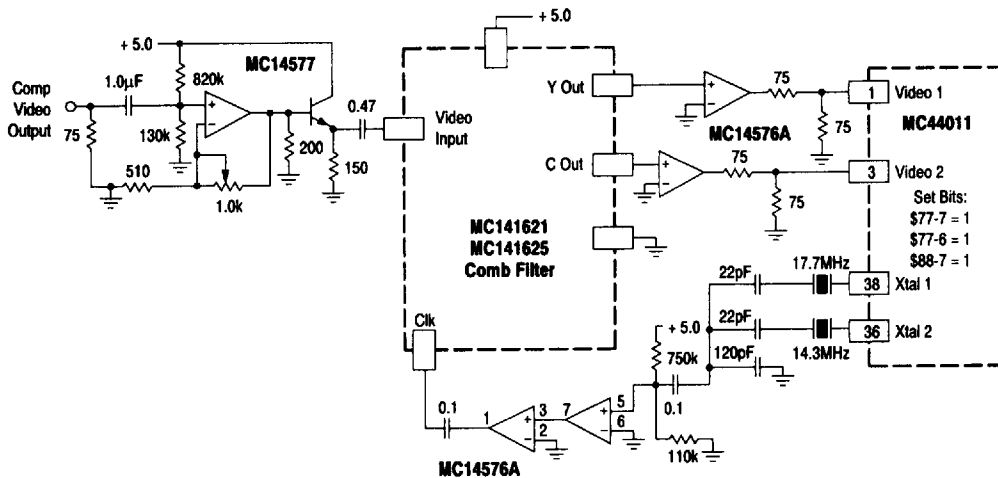 + 5.0
+ 5.0
MC14577
Comp
Video
Output
1.0µF
820k
+
−
75
130k
510
1.0k
200
150
0.47
Video
Input
Y Out
C Out
MC141621
MC141625
Comb Filter
Clk
+
−
75
75
MC14576A
+
−
75
75
1
Video 1
MC44011
3
Video 2
Set Bits:
$77-7 = 1
$77-6 = 1
$88-7 = 1
22pF
17.7MHz
38
Xtal 1
22pF
14.3MHz
36
Xtal 2
120pF
+ 5.0
750k
0.1
110k
5
6
+
−
7
3
2
+
−
1
0.1
MC14576A